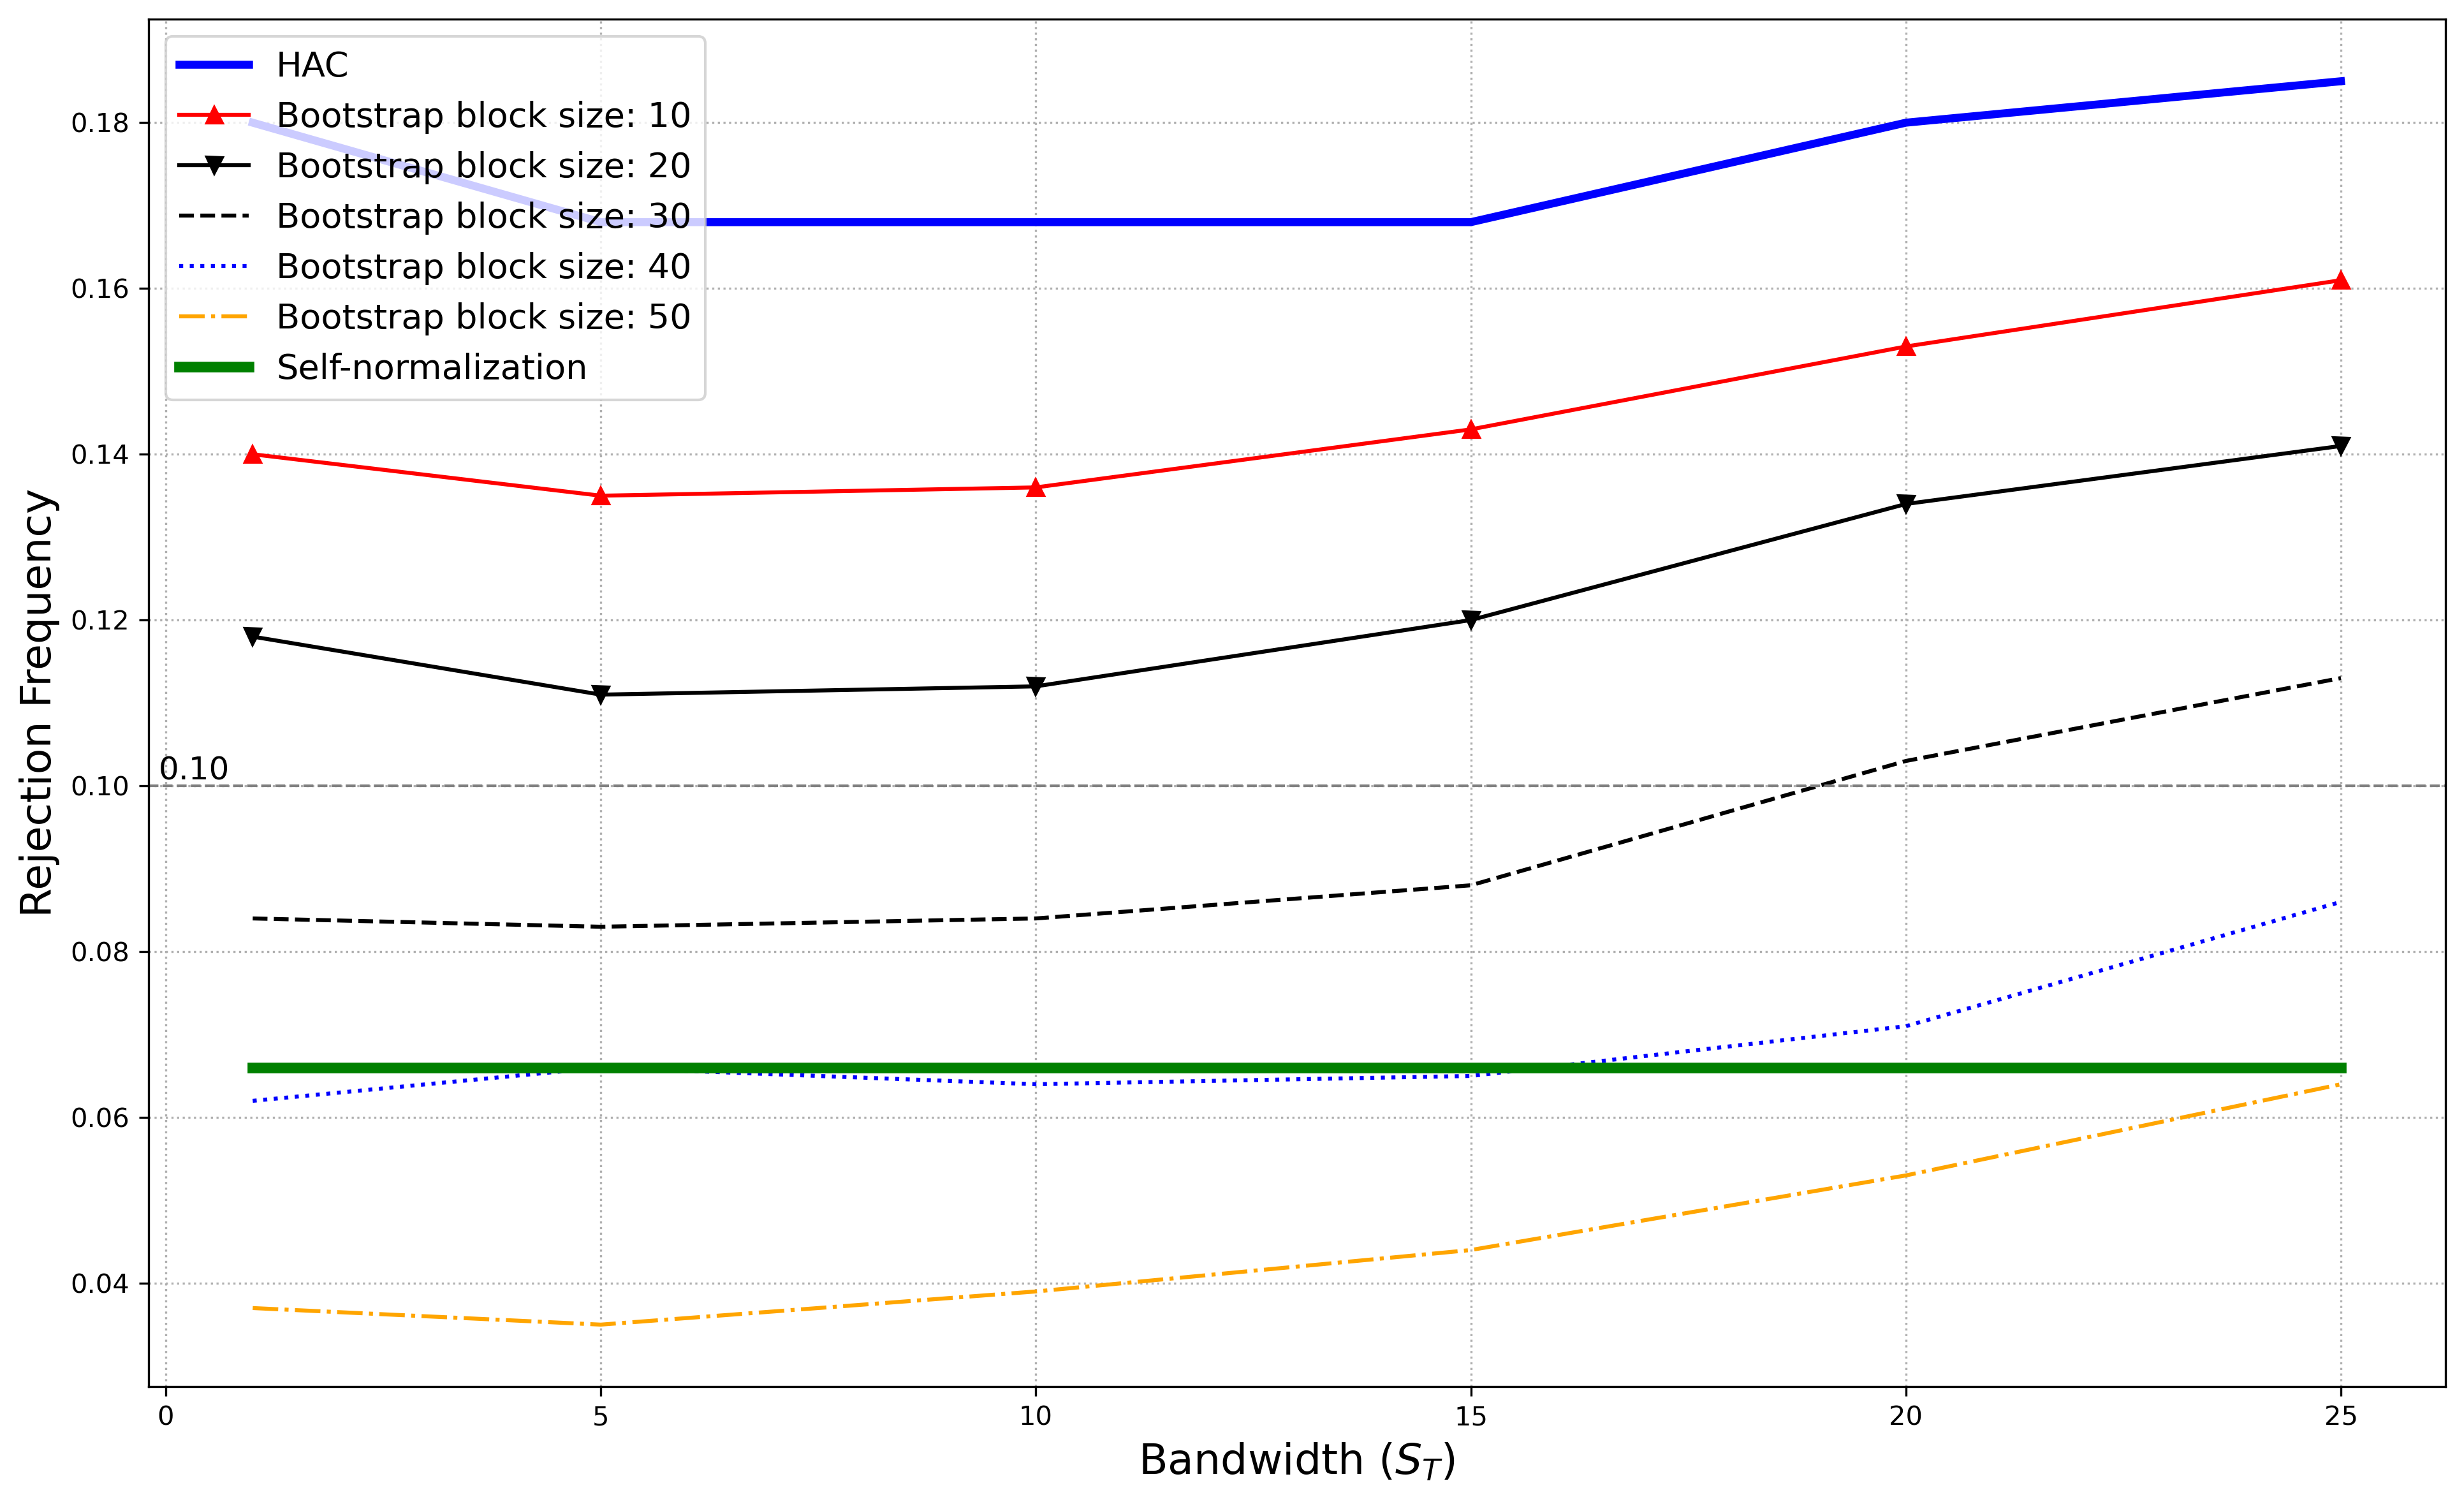 HAC
Bootstrap block size: 10
Bootstrap block size: 20
Bootstrap block size: 30
Bootstrap block size: 40
Bootstrap block size: 50
Self-normalization
0.18
0.16
0.14
0.12
0.10
0.10
0.08
0.06
0.04
Rejection Frequency
0 5 10 15 20 25
Bandwidth (S_T)